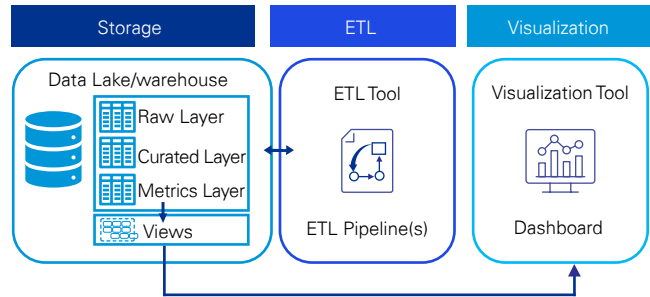 Storage
ETL
Visualization
Data Lake/warehouse
Raw Layer
Curated Layer
Metrics Layer
Views
ETL Tool
ETL Pipeline(s)
Visualization Tool
Dashboard